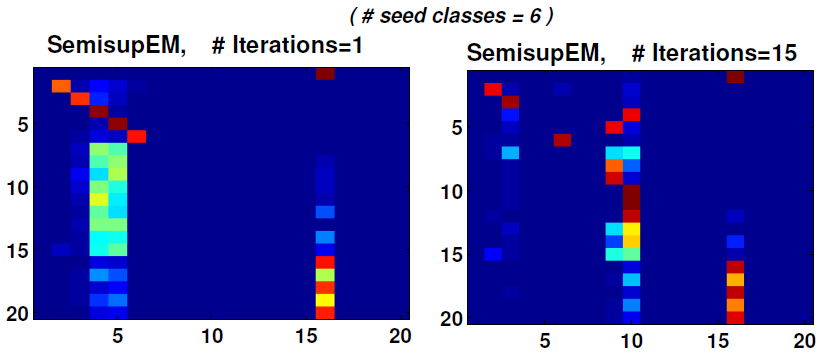 ( # seed classes = 6 )
SemisupEM, # Iterations=1
5
10
15
20
5 10 15 20
SemisupEM, # Iterations=15
5
10
15
20
5 10 15 20